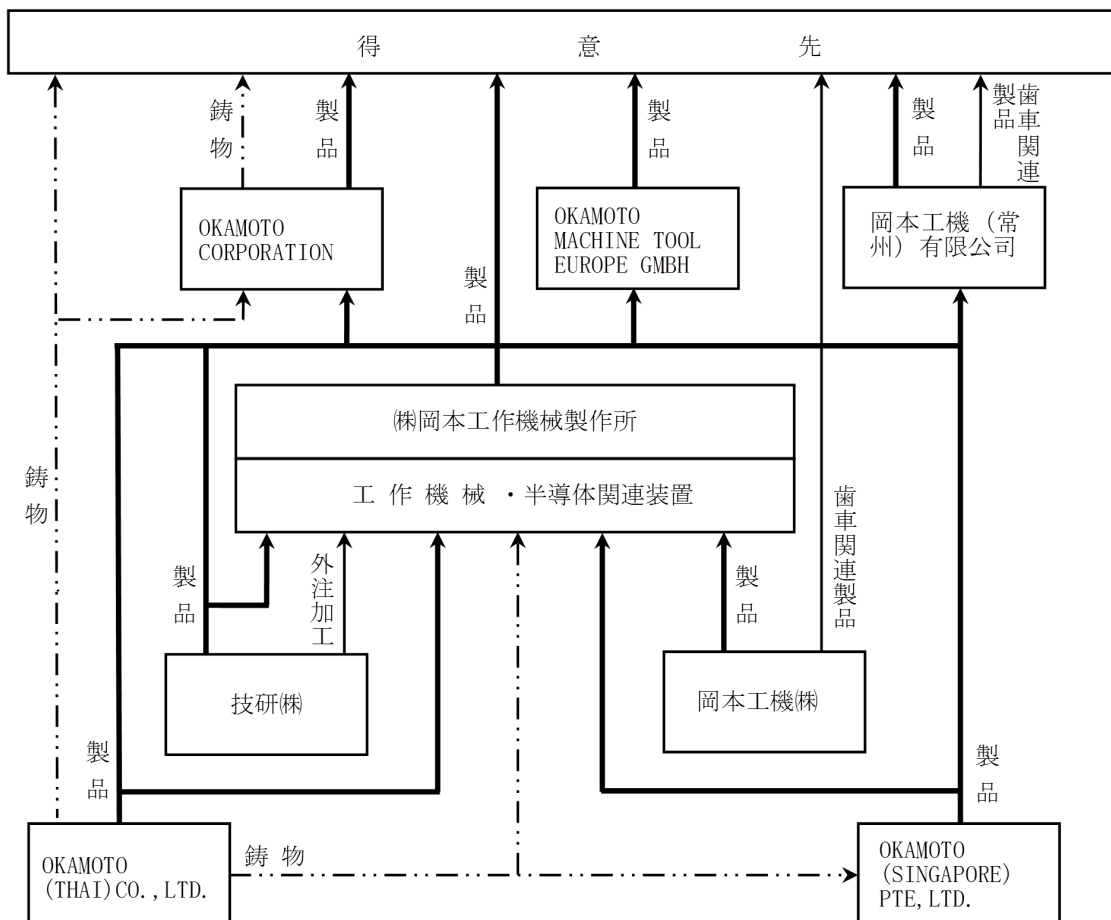 得意先
鋳物
製品
製品
製品
製品
歯車関連
製品
OKAMOTO
CORPORATION
OKAMOTO
MACHINE TOOL
EUROPE GMBH
岡本工機（常
州）有限公司
㈱岡本工作機械製作所
工作機械・半導体関連装置
鋳物
製品
外注加工
製品
歯車関連製品
技研㈱
岡本工機㈱
製品
製品
OKAMOTO
(THAI)CO.,LTD.
鋳物
OKAMOTO
(SINGAPORE)
PTE,LTD.